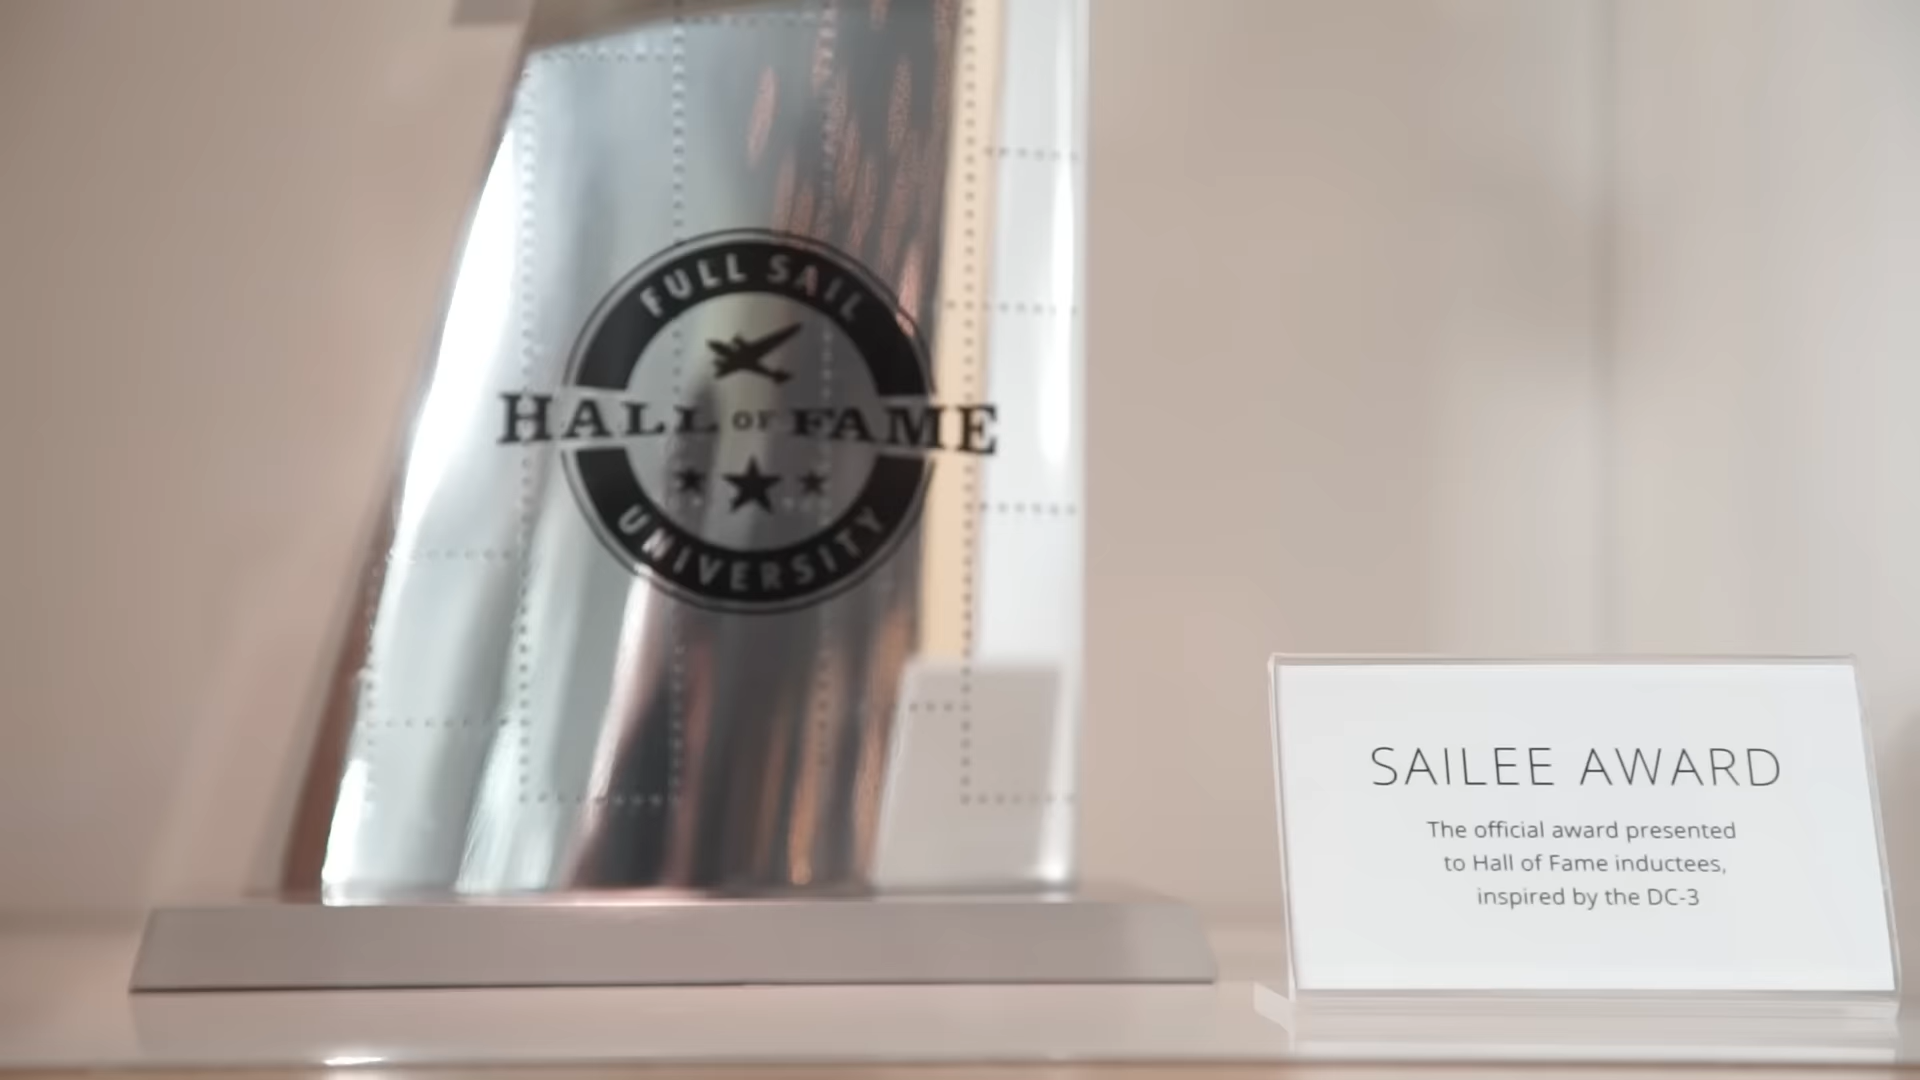 FULL SAIL
HALL OF FAME
UNIVERSITY
SAILEE AWARD
The official award presented
to Hall of Fame inductees,
inspired by the DC-3